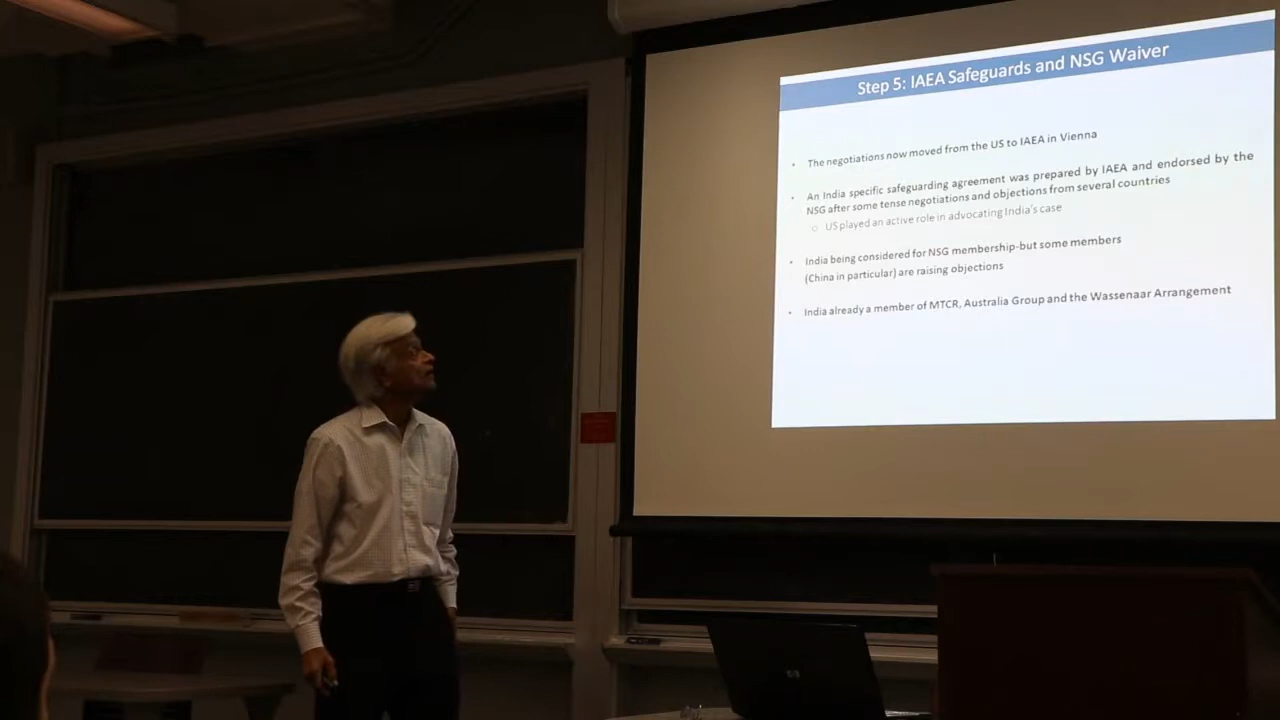 Step 5: IAEA Safeguards and NSG Waiver
• The negotiations now moved from the US to IAEA in Vienna
• An India specific safeguarding agreement was prepared by IAEA and endorsed by the
NSG after some tense negotiations and objections from several countries
o US played an active role in advocating India's case
• India being considered for NSG membership-but some members
(China in particular) are raising objections
• India already a member of MTCR, Australia Group and the Wassenaar Arrangement
hp